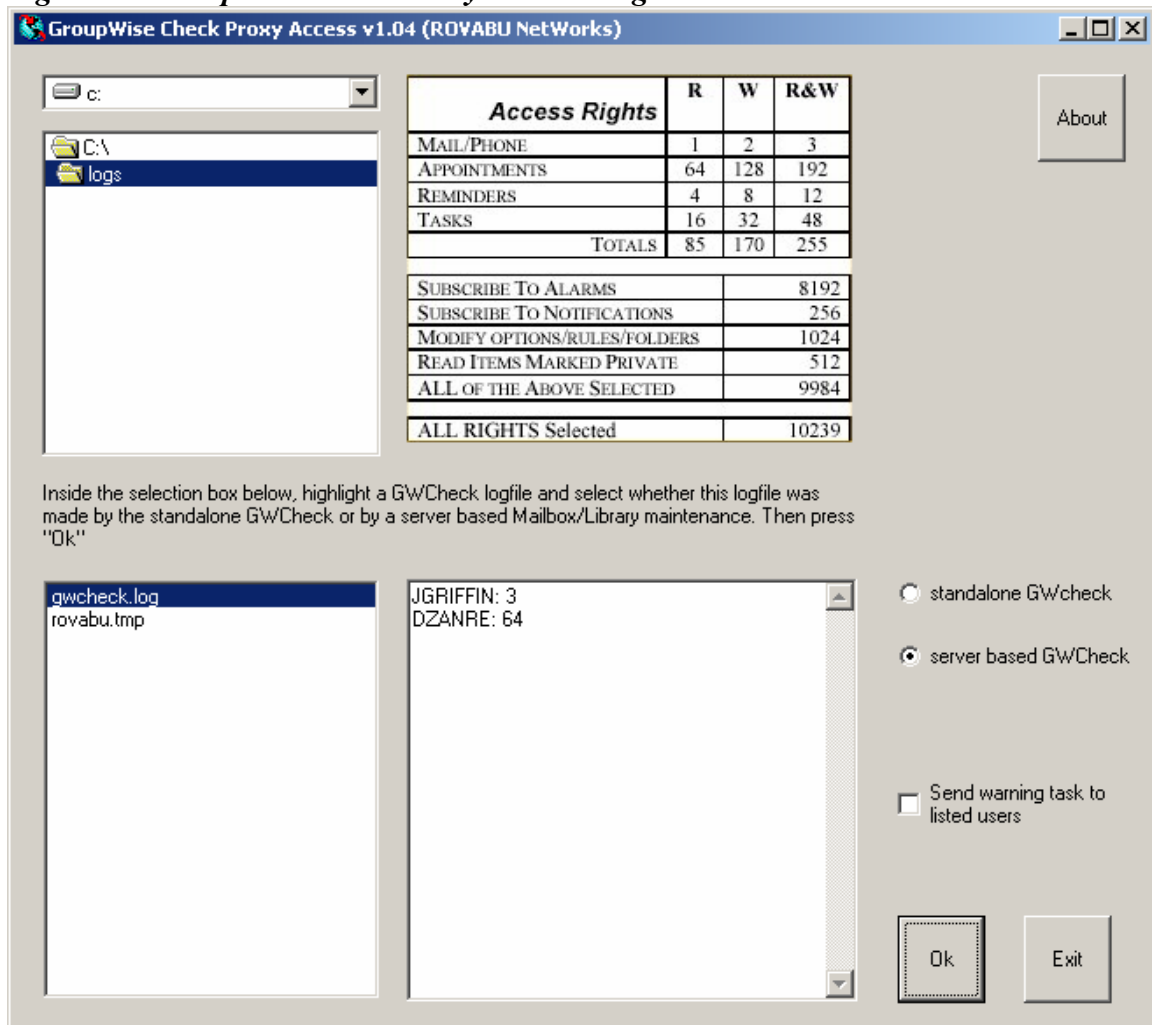 GroupWise Check Proxy Access v1.04 (ROVABU NetWorks)
c:
C:\
logs
Access Rights R W R&W
MAIL/PHONE 1 2 3
APPOINTMENTS 64 128 192
REMINDERS 4 8 12
TASKS 16 32 48
TOTALS 85 170 255
SUBSCRIBE TO ALARMS 8192
SUBSCRIBE TO NOTIFICATIONS 256
MODIFY OPTIONS/RULES/FOLDERS 1024
READ ITEMS MARKED PRIVATE 512
ALL OF THE ABOVE SELECTED 9984
ALL RIGHTS Selected 10239
About
Inside the selection box below, highlight a GWCheck logfile and select whether this logfile was
made by the standalone GWCheck or by a server based Mailbox/Library maintenance. Then press
"Ok"
gwcheck.log
rovabu.tmp
JGRIFFIN: 3
DZANRE: 64
standalone GWcheck
server based GWCheck
Send warning task to
listed users
Ok
Exit